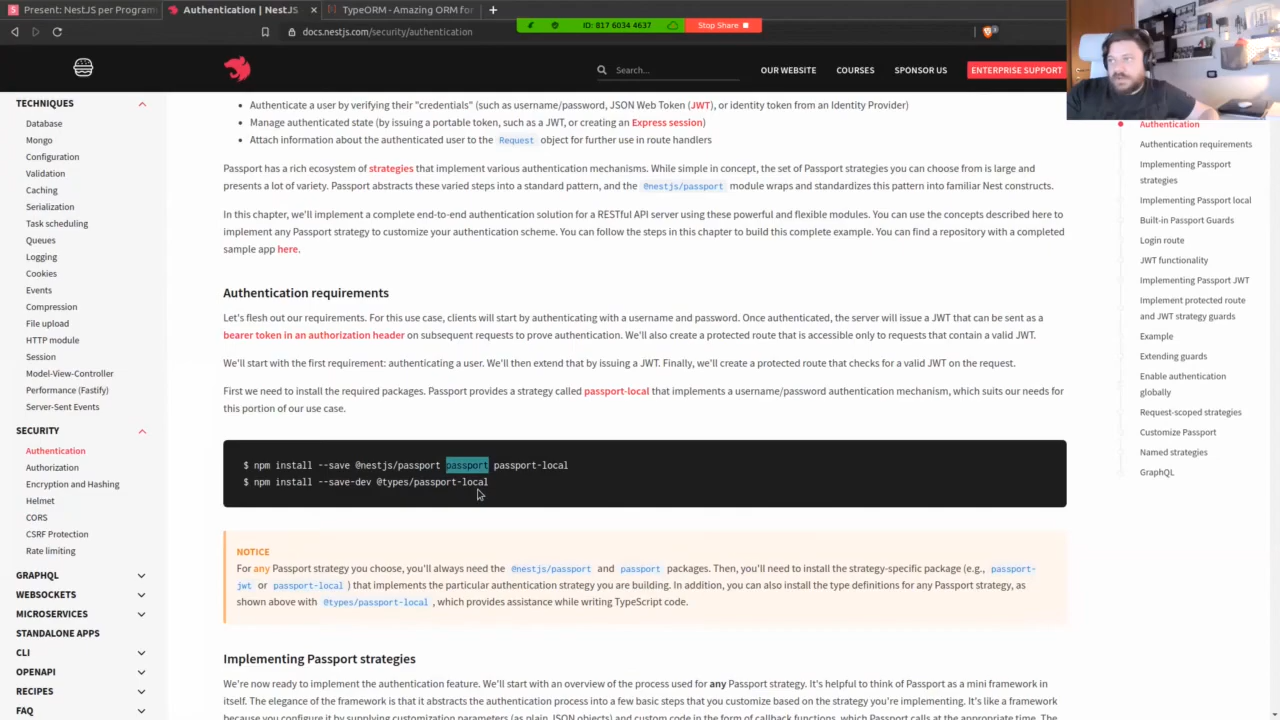 Present: NestJS per Program
Authentication | NestJS
TypeORM - Amazing ORM for
docs.nestjs.com/security/authentication
ID: 817 6034 4637
Stop Share
Search...
OUR WEBSITE
COURSES
SPONSOR US
ENTERPRISE SUPPORT
TECHNIQUES
Database
Mongo
Configuration
Validation
Caching
Serialization
Task scheduling
Queues
Logging
Cookies
Events
Compression
File upload
HTTP module
Session
Model-View-Controller
Performance (Fastify)
Server-Sent Events
SECURITY
Authentication
Authorization
Encryption and Hashing
Helmet
CORS
CSRF Protection
Rate limiting
GRAPHQL
WEBSOCKETS
MICROSERVICES
STANDALONE APPS
CLI
OPENAPI
RECIPES
FAQ
Authenticate a user by verifying their "credentials" (such as username/password, JSON Web Token (JWT), or identity token from an Identity Provider)
Manage authenticated state (by issuing a portable token, such as a JWT, or creating an Express session)
Attach information about the authenticated user to the Request object for further use in route handlers
Passport has a rich ecosystem of strategies that implement various authentication mechanisms. While simple in concept, the set of Passport strategies you can choose from is large and
presents a lot of variety. Passport abstracts these varied steps into a standard pattern, and the @nestjs/passport module wraps and standardizes this pattern into familiar Nest constructs.
In this chapter, we'll implement a complete end-to-end authentication solution for a RESTful API server using these powerful and flexible modules. You can use the concepts described here to
implement any Passport strategy to customize your authentication scheme. You can follow the steps in this chapter to build this complete example. You can find a repository with a completed
sample app here.
Authentication requirements
Let's flesh out our requirements. For this use case, clients will start by authenticating with a username and password. Once authenticated, the server will issue a JWT that can be sent as a
bearer token in an authorization header on subsequent requests to prove authentication. We'll also create a protected route that is accessible only to requests that contain a valid JWT.
We'll start with the first requirement: authenticating a user. We'll then extend that by issuing a JWT. Finally, we'll create a protected route that checks for a valid JWT on the request.
First we need to install the required packages. Passport provides a strategy called passport-local that implements a username/password authentication mechanism, which suits our needs for
this portion of our use case.
$ npm install --save @nestjs/passport passport passport-local
$ npm install --save-dev @types/passport-local
NOTICE
For any Passport strategy you choose, you'll always need the @nestjs/passport and passport packages. Then, you'll need to install the strategy-specific package (e.g., passport-
jwt or passport-local ) that implements the particular authentication strategy you are building. In addition, you can also install the type definitions for any Passport strategy, as
shown above with @types/passport-local , which provides assistance while writing TypeScript code.
Implementing Passport strategies
We're now ready to implement the authentication feature. We'll start with an overview of the process used for any Passport strategy. It's helpful to think of Passport as a mini framework in
itself. The elegance of the framework is that it abstracts the authentication process into a few basic steps that you customize based on the strategy you're implementing. It's like a framework
because you configure it by supplying customization parameters (as plain JSON objects) and custom code in the form of callback functions, which Passport calls at the appropriate time. The
Authentication
Authentication requirements
Implementing Passport
strategies
Implementing Passport local
Built-in Passport Guards
Login route
JWT functionality
Implementing Passport JWT
Implement protected route
and JWT strategy guards
Example
Extending guards
Enable authentication
globally
Request-scoped strategies
Customize Passport
Named strategies
GraphQL